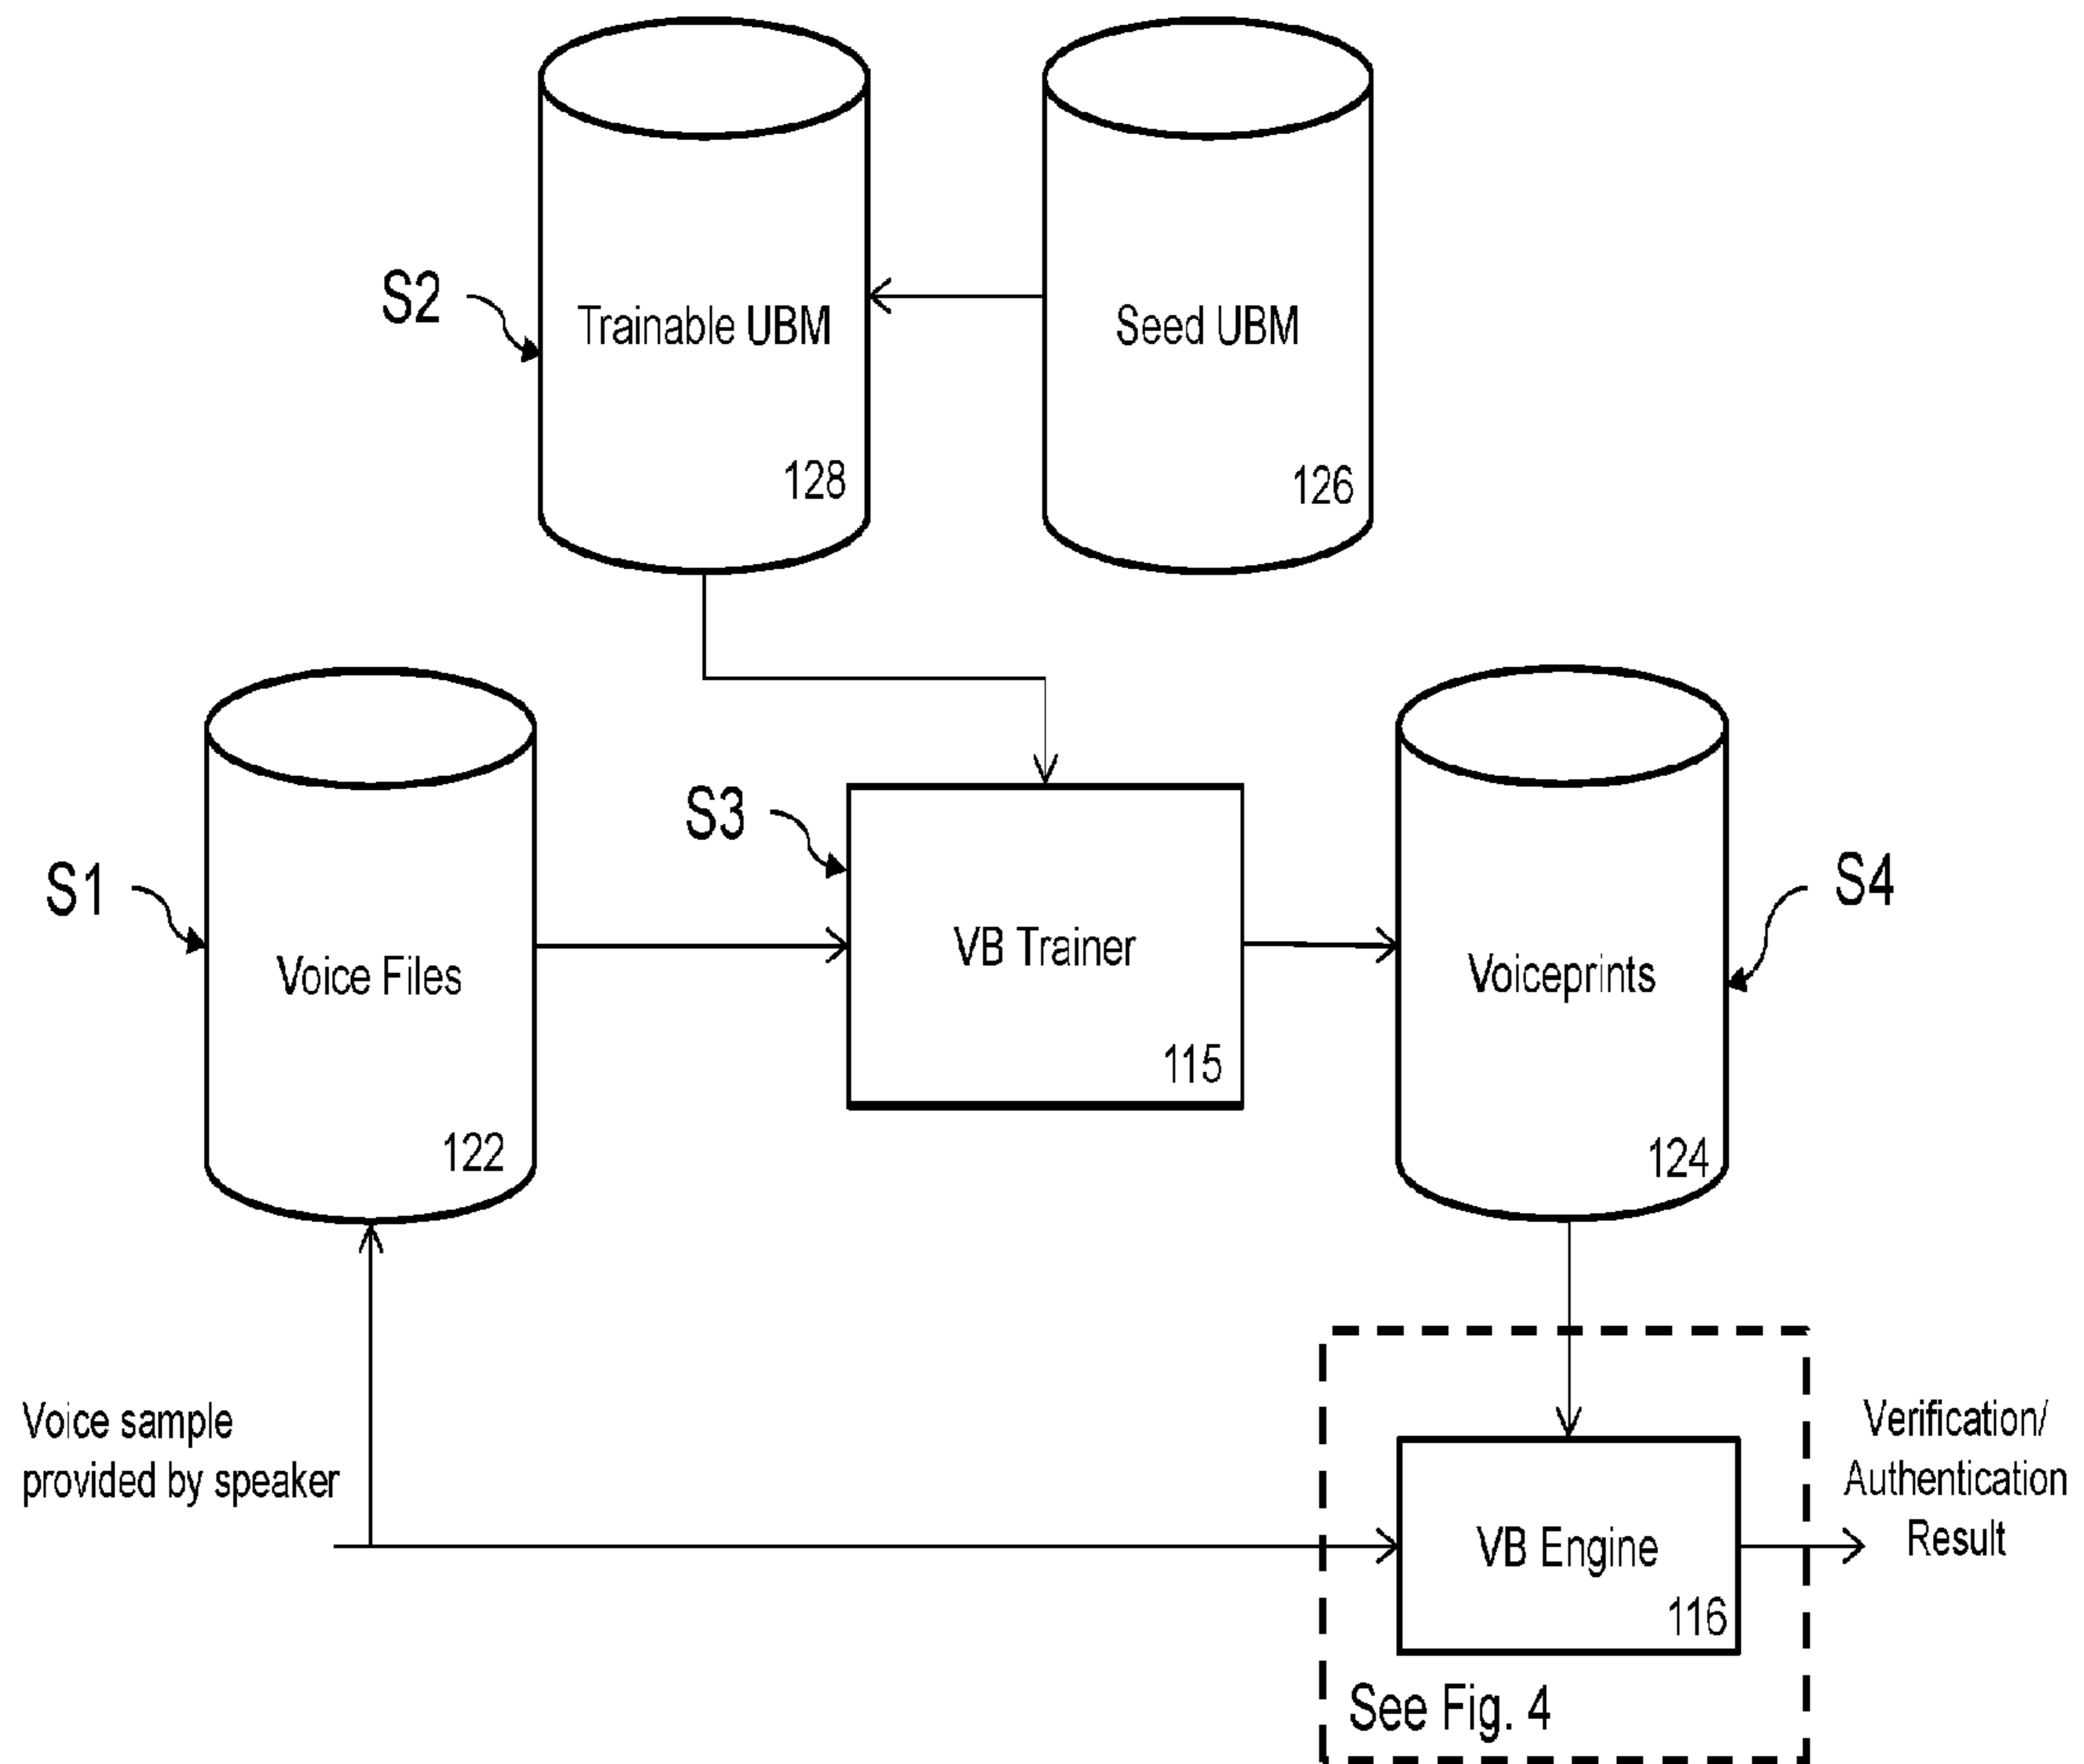 S2
Trainable UBM
128
Seed UBM
126
S1
Voice Files
122
S3
VB Trainer
115
S4
Voiceprints
124
Voice sample
provided by speaker
VB Engine
116
See Fig. 4
Verification/
Authentication
Result